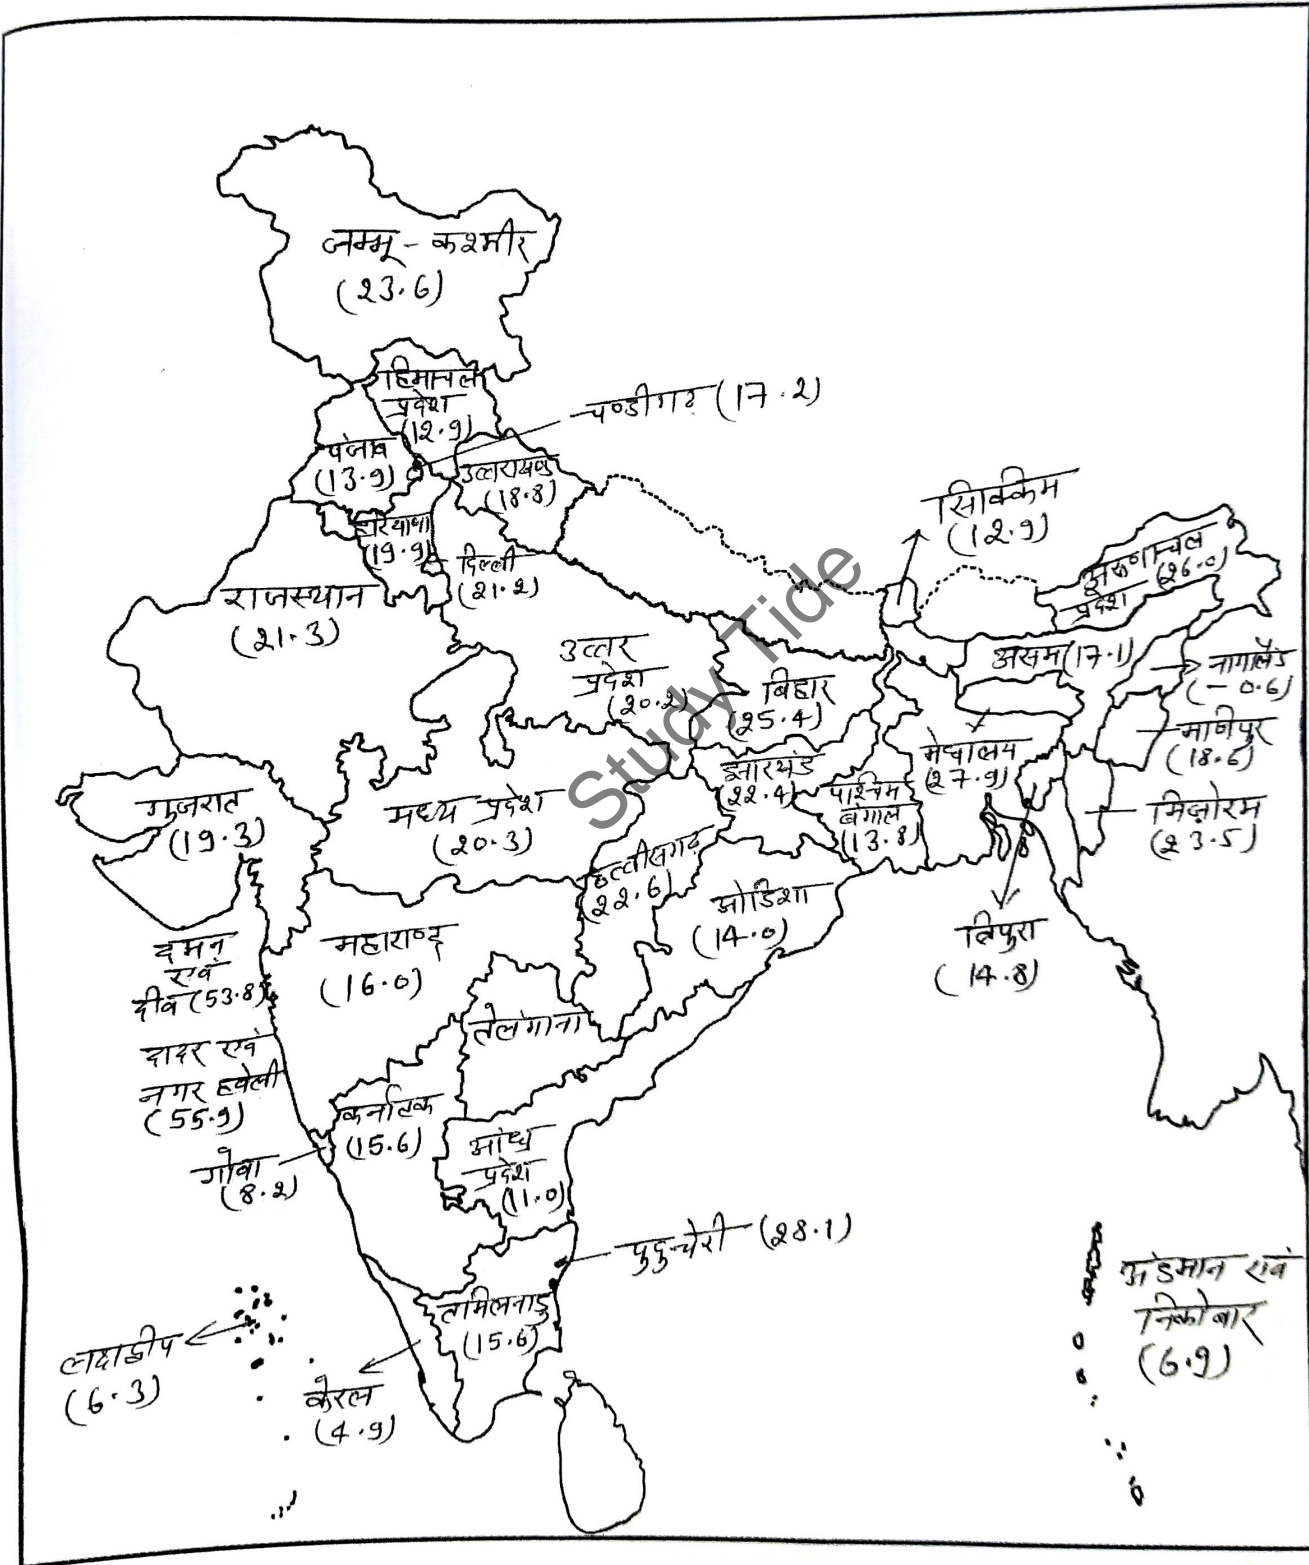 जम्मू - कश्मीर
(23.6)
हिमाचल
प्रदेश
(12.9)
चण्डीगढ़ (17.2)
पंजाब
(13.9)
उत्तराखण्ड
(18.8)
हरियाणा
(19.9)
दिल्ली
(21.2)
सिक्किम
(12.9)
अरुणाचल
प्रदेश (26.0)
राजस्थान
(21.3)
उत्तर
प्रदेश
(20.2)
बिहार
(25.4)
असम (17.1)
नागालैंड
(- 0.6)
मणिपुर
(18.6)
मेघालय
(27.9)
झारखंड
(22.4)
पश्चिम
बंगाल
(13.8)
मिज़ोरम
(23.5)
गुजरात
(19.3)
मध्य प्रदेश
(20.3)
छत्तीसगढ़
(22.6)
ओडिशा
(14.0)
त्रिपुरा
(14.8)
दमन
एवं
दीव (53.8)
महाराष्ट्र
(16.0)
तेलंगाना
दादर एवं
नगर हवेली
(55.9)
कर्नाटक
(15.6)
गोवा
(8.2)
आंध्र
प्रदेश
(11.0)
पुदुचेरी (28.1)
अंडमान एवं
निकोबार
(6.9)
तमिलनाडु
(15.6)
लक्षद्वीप
(6.3)
केरल
(4.9)
Study Tide